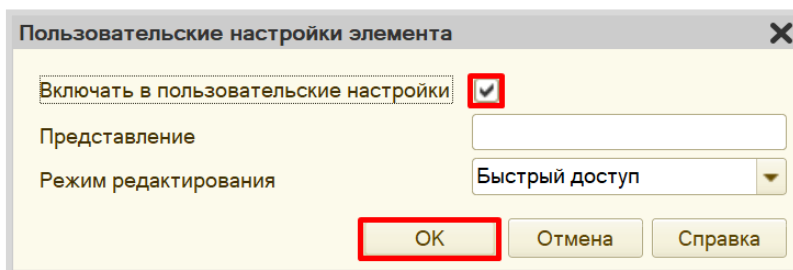 Пользовательские настройки элемента
Включать в пользовательские настройки
Представление
Режим редактирования Быстрый доступ
ОК Отмена Справка